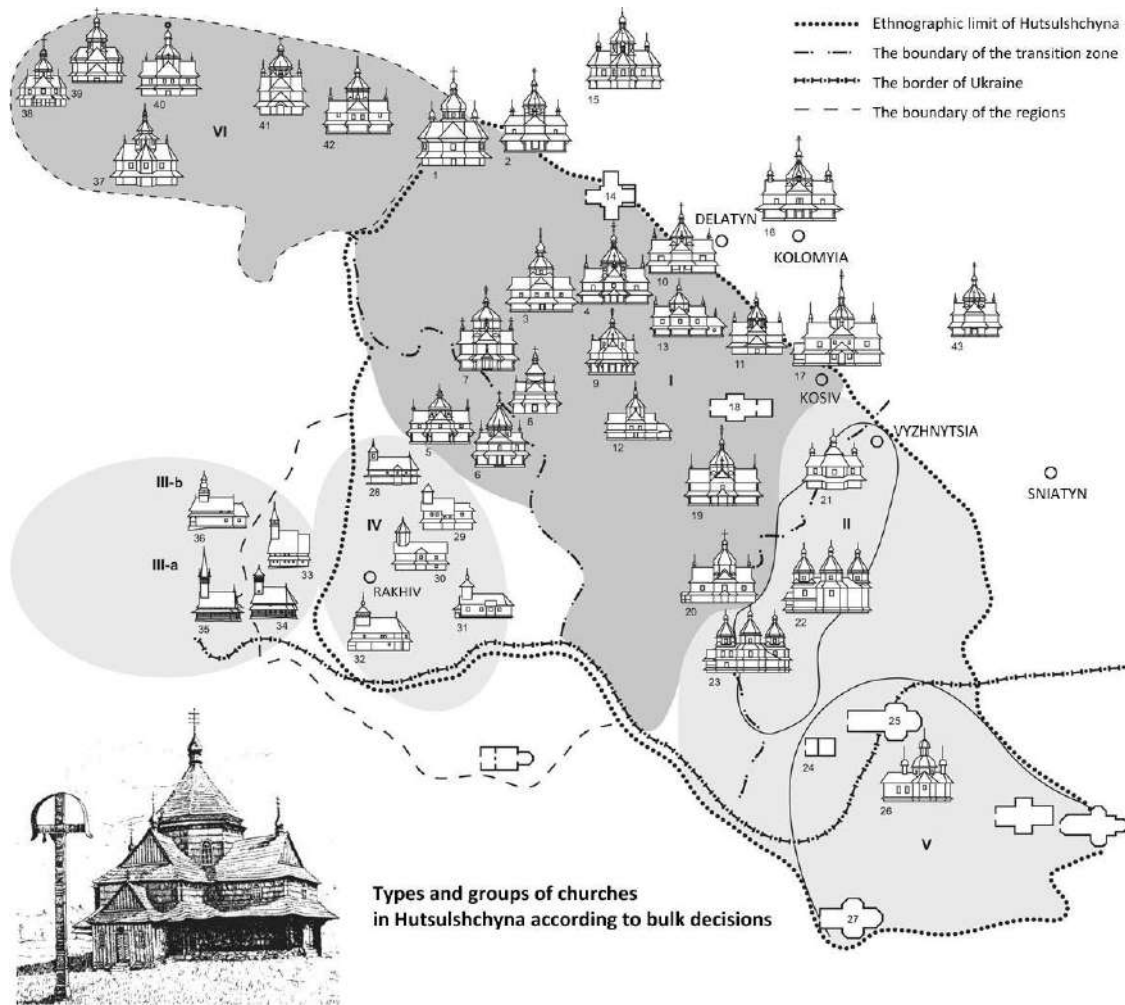 Ethnographic limit of Hutsulshchyna
The boundary of the transition zone
The border of Ukraine
The boundary of the regions
15
39
40
38
41
42
VI
37
1
2
14
DELATYN
16
KOLOMYIA
10
3
4
13
11
43
7
9
17
I
8
KOSIV
18
12
5
6
VYZHNYTSIA
28
21
SNIATYN
III-b
19
II
36
IV
29
33
30
III-a
RAKHIV
20
22
35
34
31
32
23
25
24
26
V
Types and groups of churches
in Hutsulshchyna according to bulk decisions
27